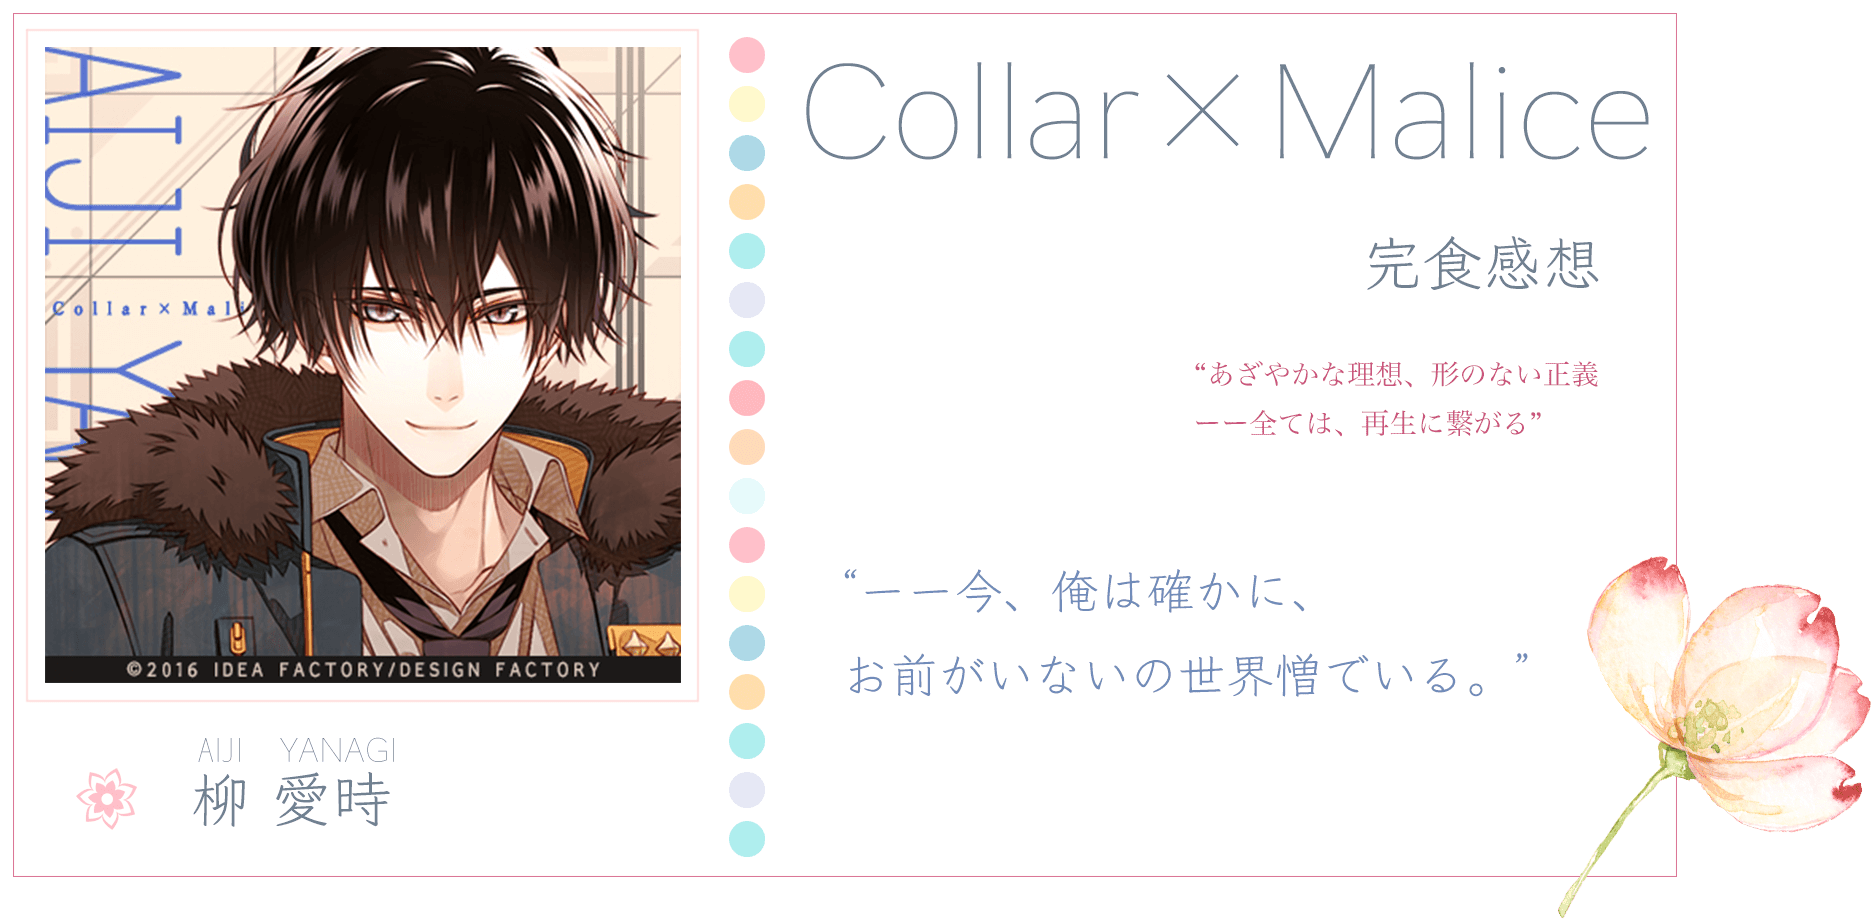 AIJI YA
Collar×Mali
©2016 IDEA FACTORY/DESIGN FACTORY
AIJI YANAGI
柳 愛時
Collar×Malice
完食感想
“あざやかな理想、形のない正義
ーー全ては、再生に繋がる”
“ーー今、俺は確かに、
お前がいないの世界憎でいる。”